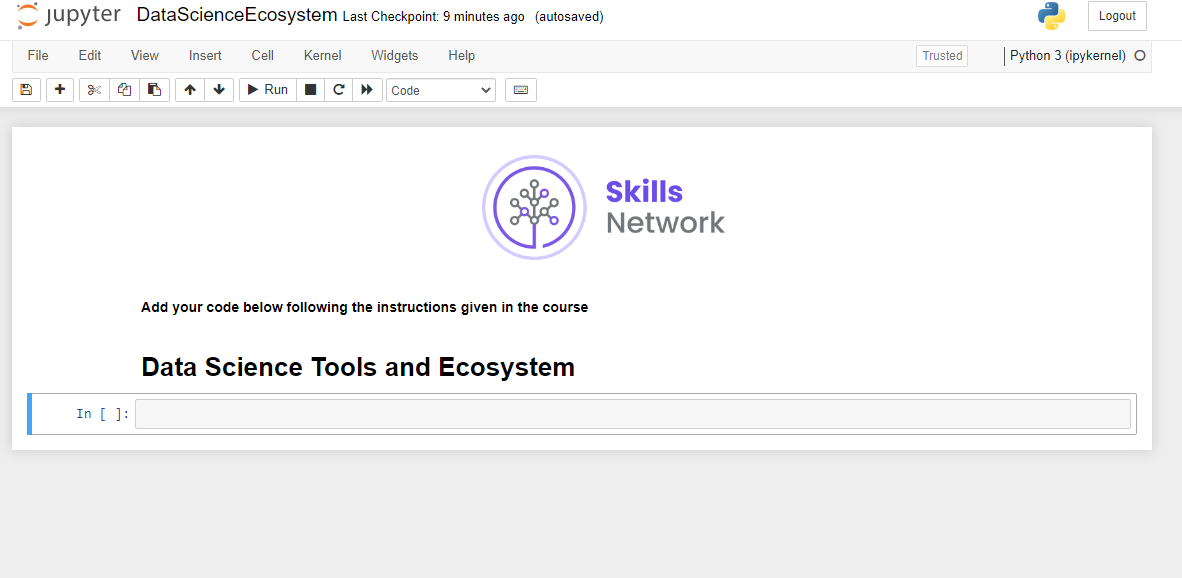 jupyter DataScienceEcosystem Last Checkpoint: 9 minutes ago (autosaved) Logout
File Edit View Insert Cell Kernel Widgets Help Trusted Python 3 (ipykernel)
Run Code
Skills
Network
Add your code below following the instructions given in the course
Data Science Tools and Ecosystem
In [ ]: